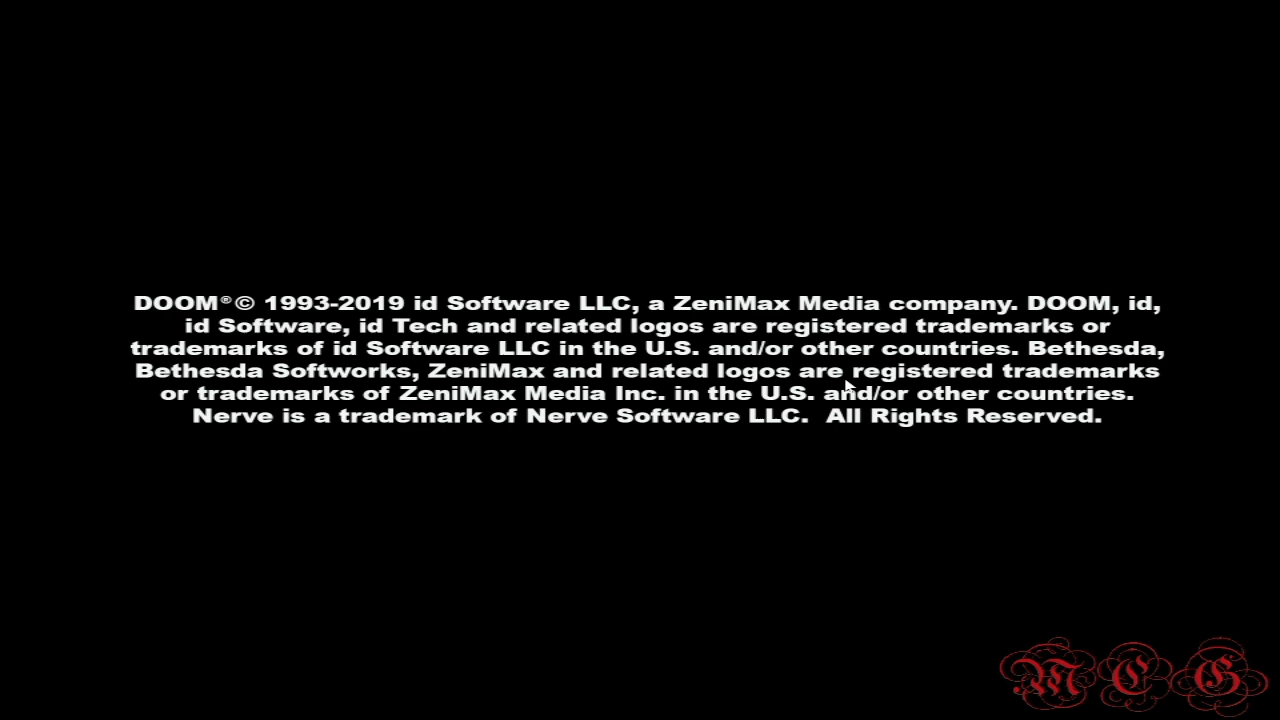 DOOM®© 1993-2019 id Software LLC, a ZeniMax Media company. DOOM, id,
id Software, id Tech and related logos are registered trademarks or
trademarks of id Software LLC in the U.S. and/or other countries. Bethesda,
Bethesda Softworks, ZeniMax and related logos are registered trademarks
or trademarks of ZeniMax Media Inc. in the U.S. and/or other countries.
Nerve is a trademark of Nerve Software LLC.  All Rights Reserved.
MCG